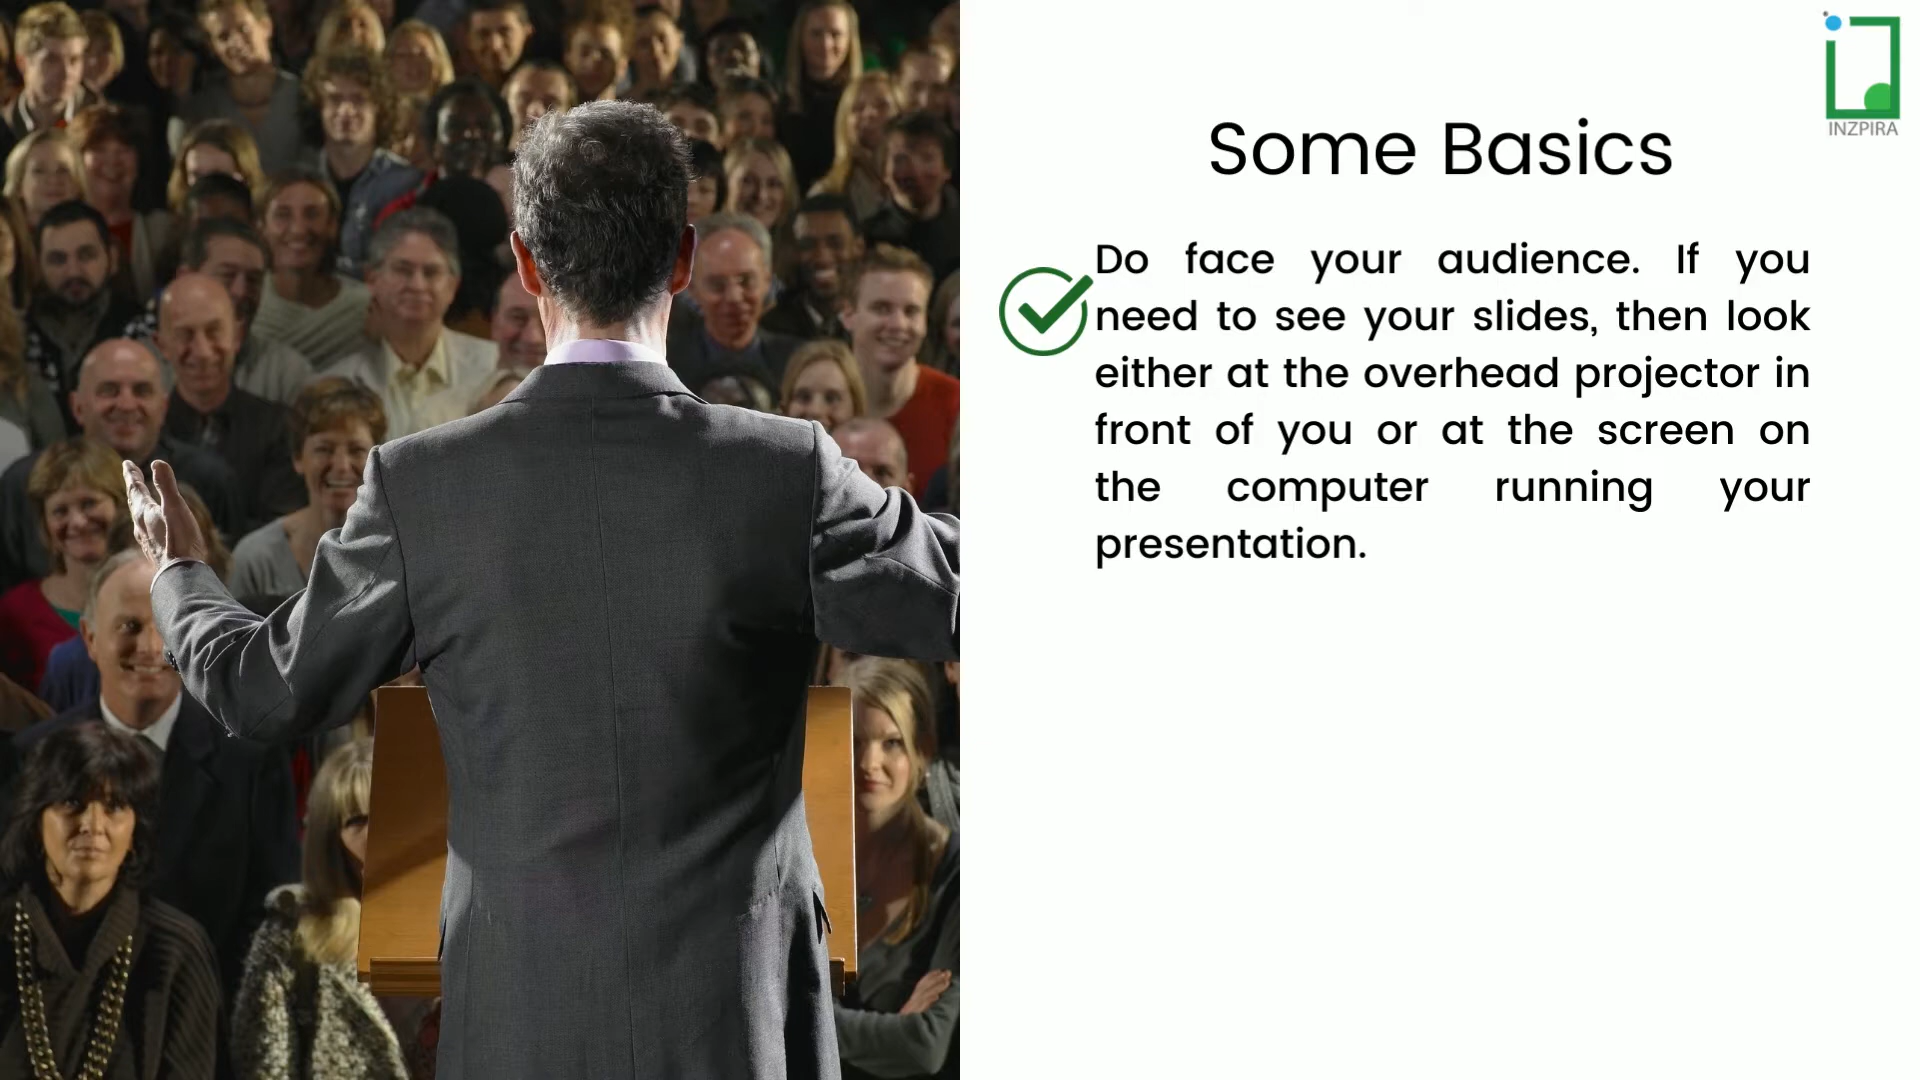 INZPIRA
Some Basics
Do face your audience. If you
need to see your slides, then look
either at the overhead projector in
front of you or at the screen on
the computer running your
presentation.